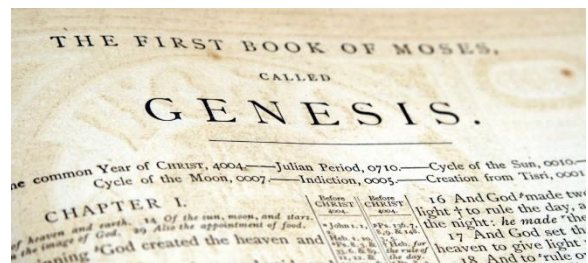 THE FIRST BOOK OF MOSES,
CALLED
GENESIS.
he common Year of CHRIST, 4004.—Julian Period, 0710.—Cycle of the Sun, 0010.—
Cycle of the Moon, 0007.—Indiction, 0005.—Creation from Tisri, 0001.
CHAPTER I.
of heaven and earth. 14 Of the sun, moon, and stars.
the image of God. 29 Also the appointment of food.
God created the heaven and
Before
CHRIST
4004.
Before
CHRIST
4004.
16 And God made two
light † to rule the day, a
the night: he made the
17 And God set th
heaven to give light
18 And to rule o